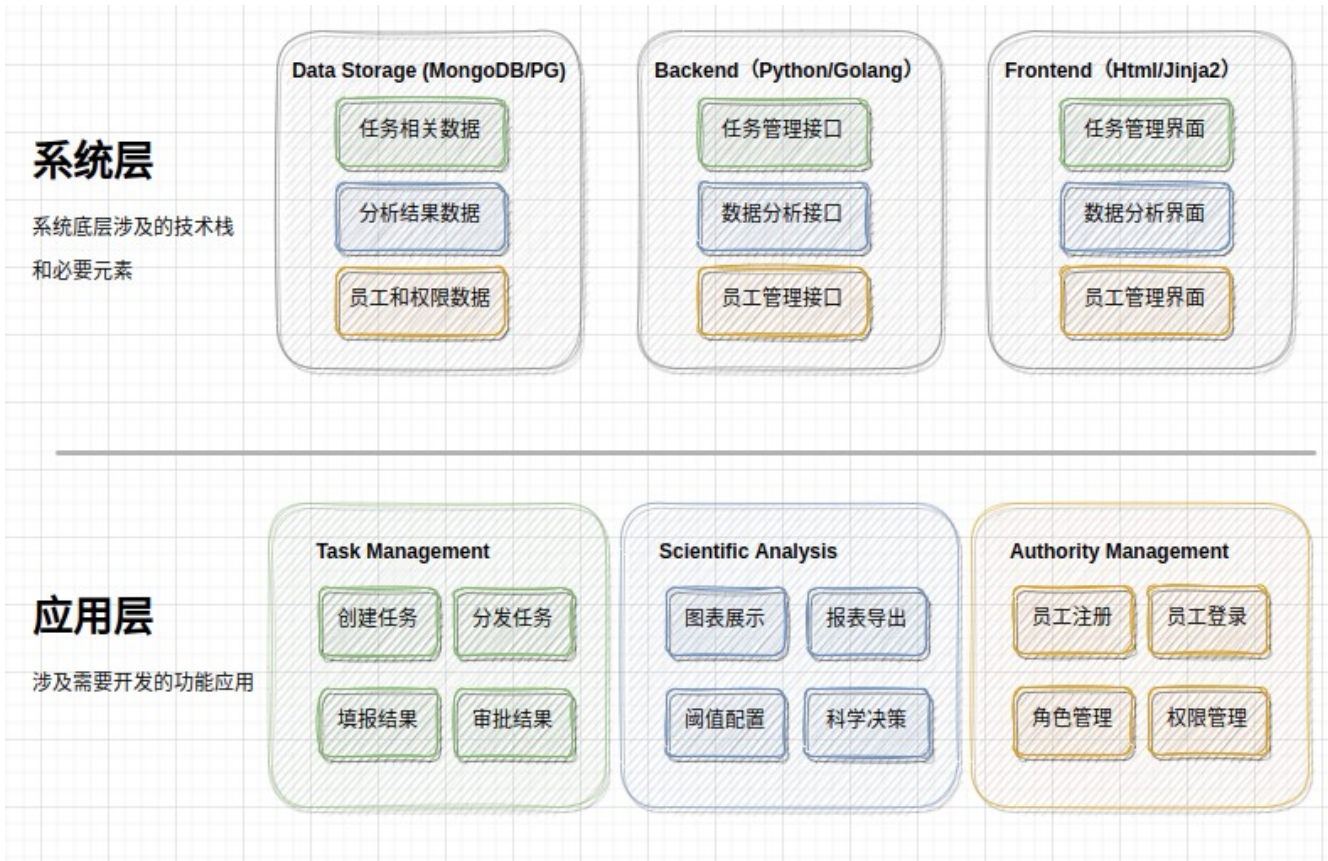 Data Storage (MongoDB/PG)
Backend（Python/Golang）
Frontend（Html/Jinja2）
任务相关数据
任务管理接口
任务管理界面
系统层
分析结果数据
数据分析接口
数据分析界面
系统底层涉及的技术栈
和必要元素
员工和权限数据
员工管理接口
员工管理界面
Task Management
Scientific Analysis
Authority Management
应用层
创建任务
分发任务
图表展示
报表导出
员工注册
员工登录
涉及需要开发的功能应用
填报结果
审批结果
阈值配置
科学决策
角色管理
权限管理